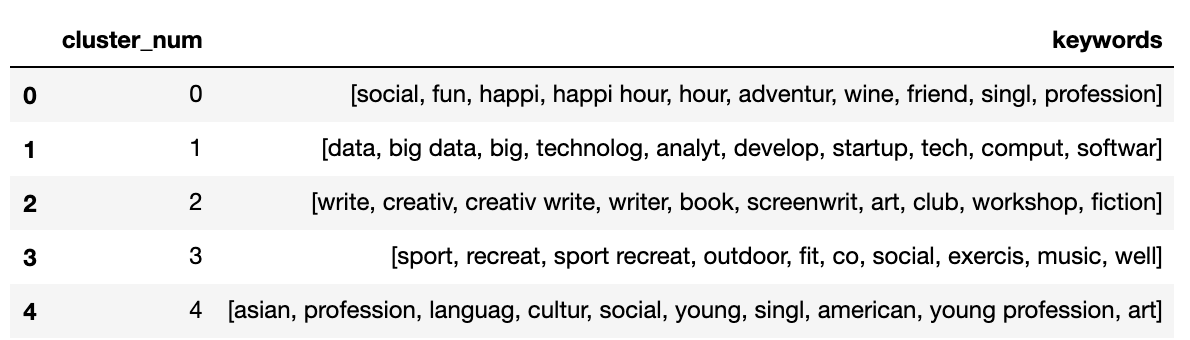 cluster_num keywords
0 0 [social, fun, happi, happi hour, hour, adventur, wine, friend, singl, profession]
1 1 [data, big data, big, technolog, analyt, develop, startup, tech, comput, softwar]
2 2 [write, creativ, creativ write, writer, book, screenwrit, art, club, workshop, fiction]
3 3 [sport, recreat, sport recreat, outdoor, fit, co, social, exercis, music, well]
4 4 [asian, profession, languag, cultur, social, young, singl, american, young profession, art]